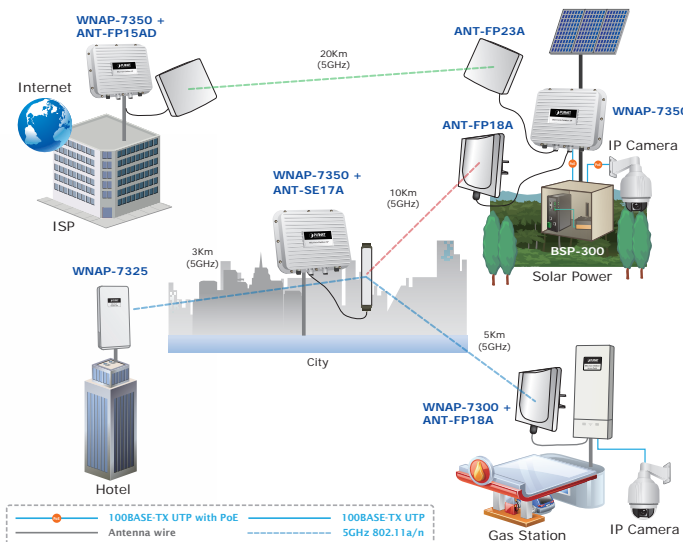 WNAP-7350 +
ANT-FP15AD
ANT-FP23A
20Km
(5GHz)
Internet
WNAP-7350
ANT-FP18A
IP Camera
WNAP-7350 +
ANT-SE17A
10Km
(5GHz)
ISP
BSP-300
3Km
(5GHz)
WNAP-7325
Solar Power
5Km
(5GHz)
City
WNAP-7300 +
ANT-FP18A
Hotel
100BASE-TX UTP with PoE
100BASE-TX UTP
Antenna wire
5GHz 802.11a/n
Gas Station
IP Camera